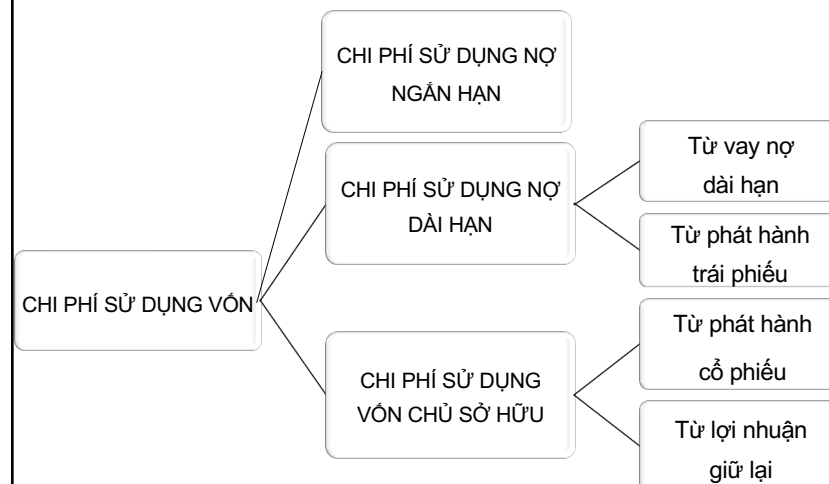 CHI PHÍ SỬ DỤNG VỐN
CHI PHÍ SỬ DỤNG NỢ
NGẮN HẠN
CHI PHÍ SỬ DỤNG NỢ
DÀI HẠN
Từ vay nợ
dài hạn
Từ phát hành
trái phiếu
CHI PHÍ SỬ DỤNG
VỐN CHỦ SỞ HỮU
Từ phát hành
cổ phiếu
Từ lợi nhuận
giữ lại